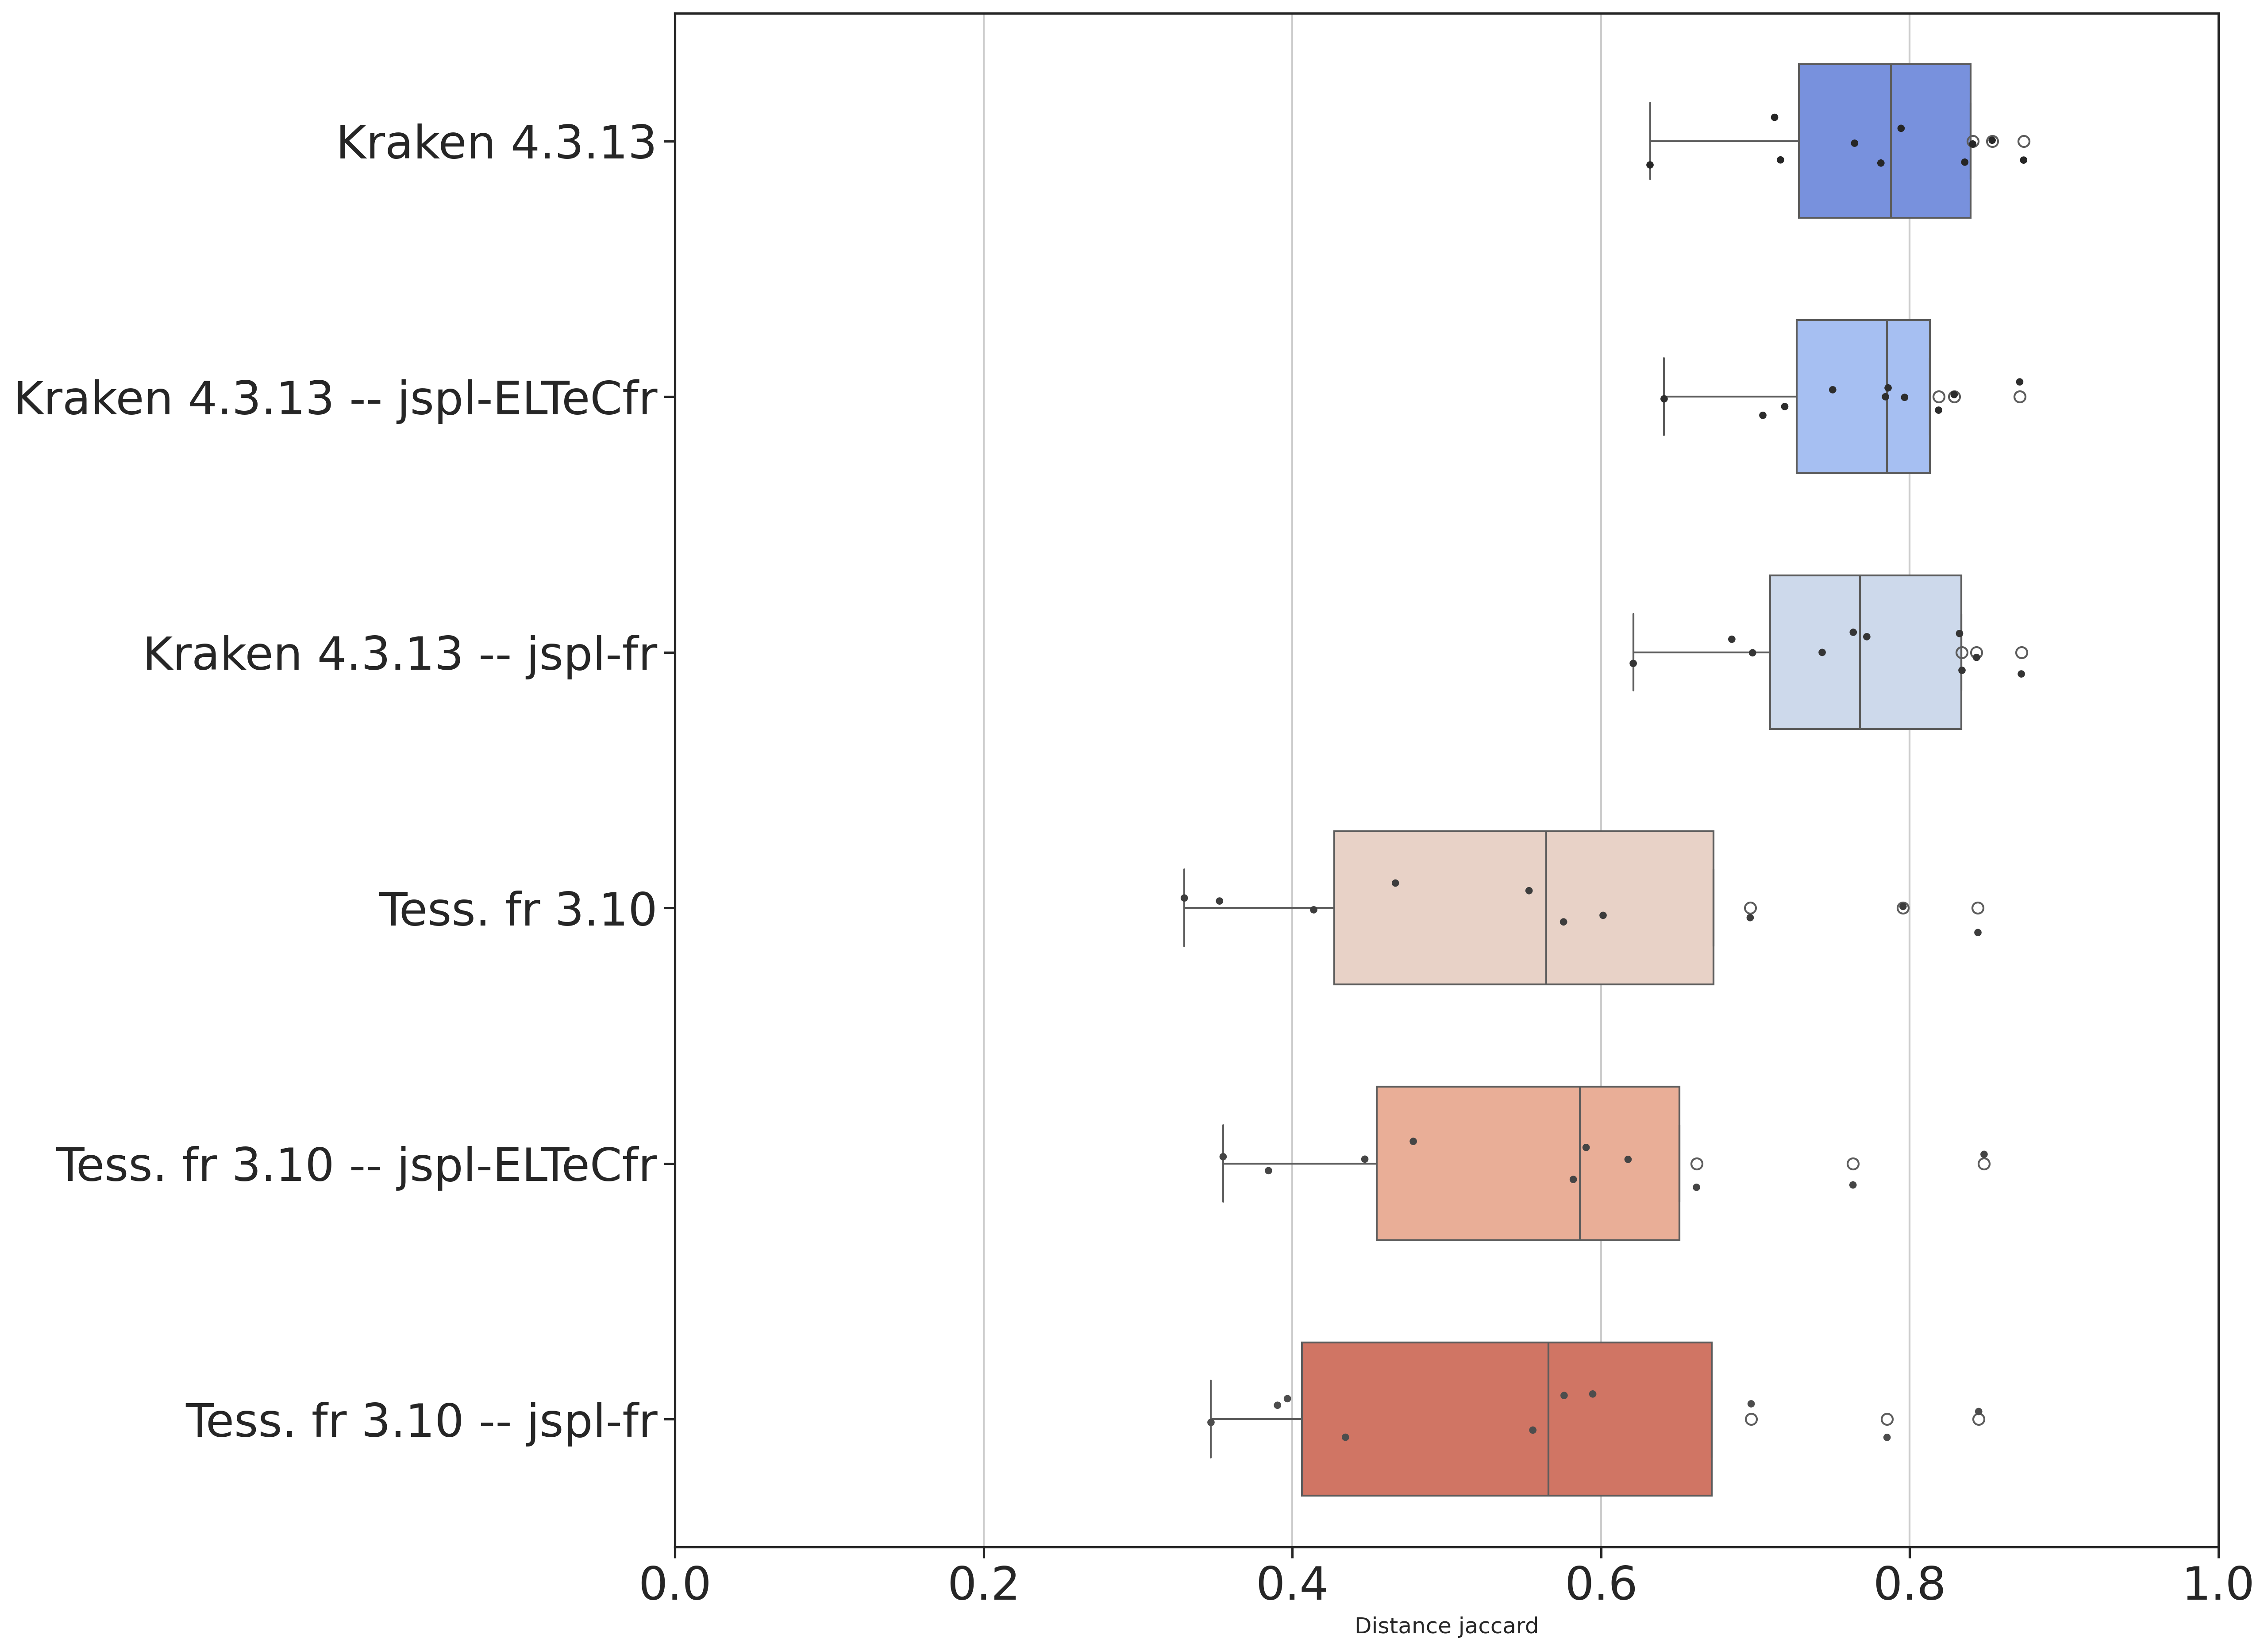 Kraken 4.3.13
Kraken 4.3.13 -- jspl-ELTeCfr
Kraken 4.3.13 -- jspl-fr
Tess. fr 3.10
Tess. fr 3.10 -- jspl-ELTeCfr
Tess. fr 3.10 -- jspl-fr
0.0 0.2 0.4 0.6 0.8 1.0
Distance jaccard